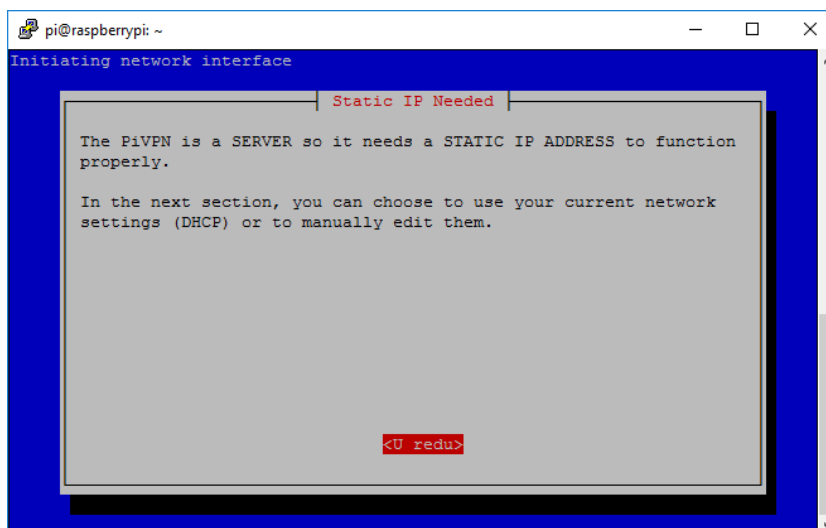 pi@raspberrypi: ~
Initiating network interface
Static IP Needed
The PiVPN is a SERVER so it needs a STATIC IP ADDRESS to function
properly.
In the next section, you can choose to use your current network
settings (DHCP) or to manually edit them.
<U redu>